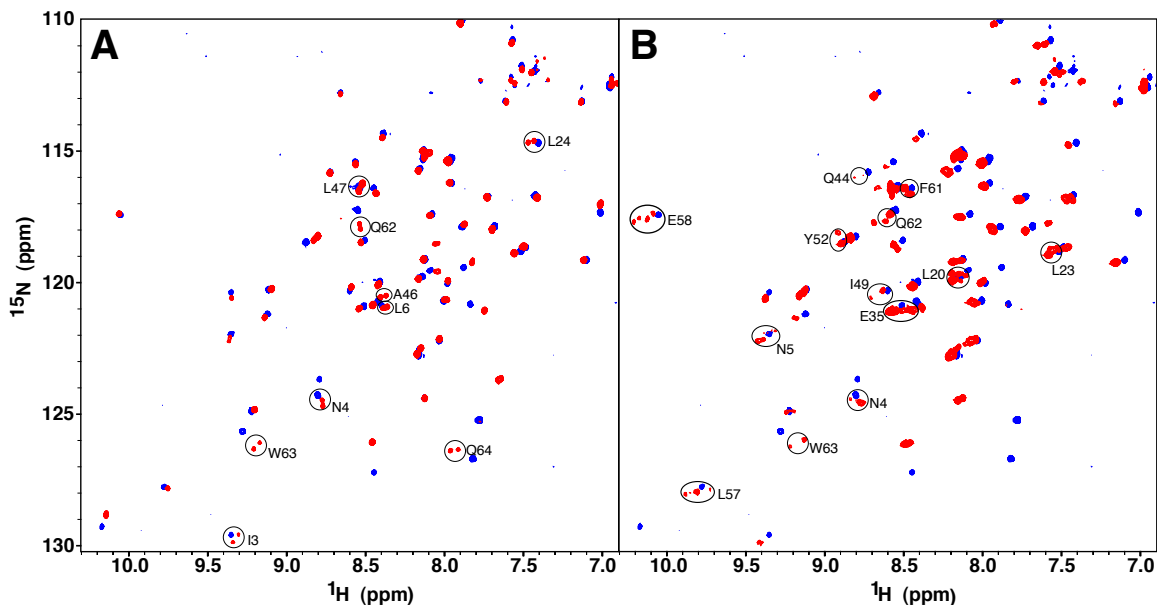 A
B
110
115
120
125
130
15N (ppm)
L24
L47
Q62
A46
L6
N4
W63
Q64
I3
10.0 9.5 9.0 8.5 8.0 7.5 7.0
1H (ppm)
Q44
F61
E58
Q62
Y52
L23
L20
I49
E35
N5
N4
W63
L57
10.0 9.5 9.0 8.5 8.0 7.5 7.0
1H (ppm)